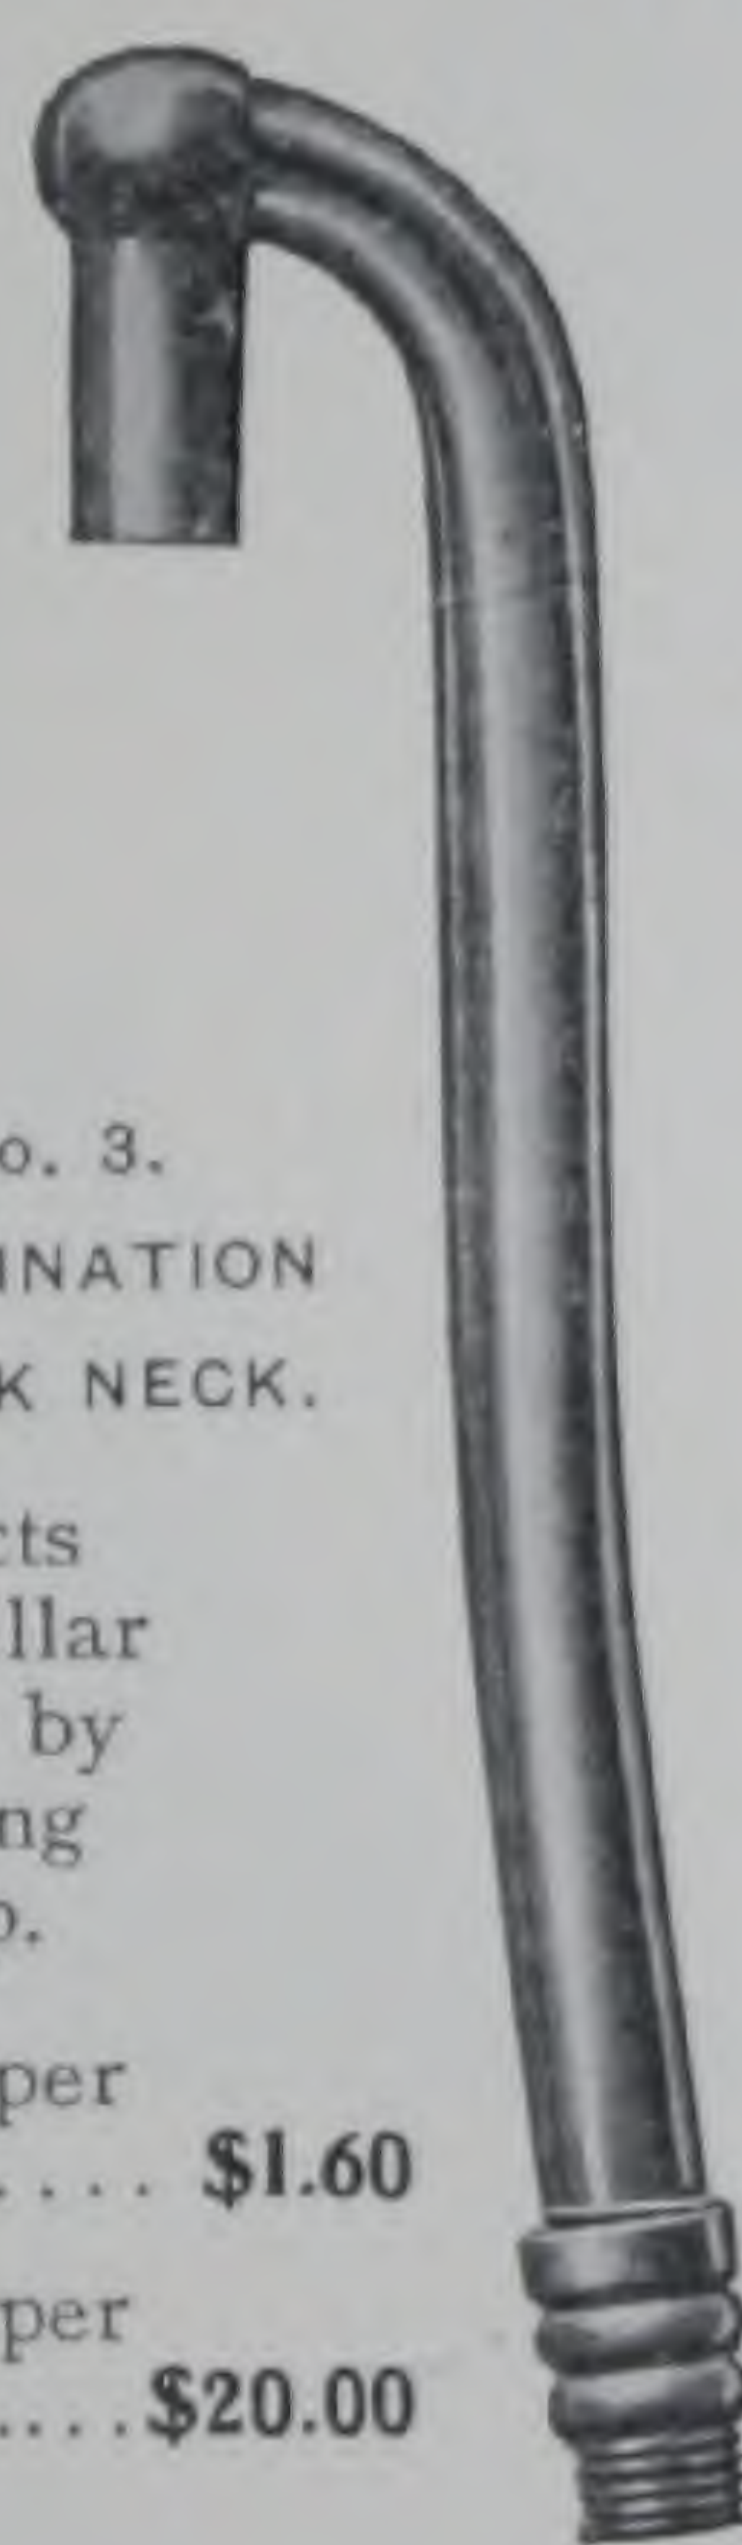 o. 3.
INATION
K NECK.
cts
llar
by
ng
o.
per
.... $1.60
per
.... $20.00